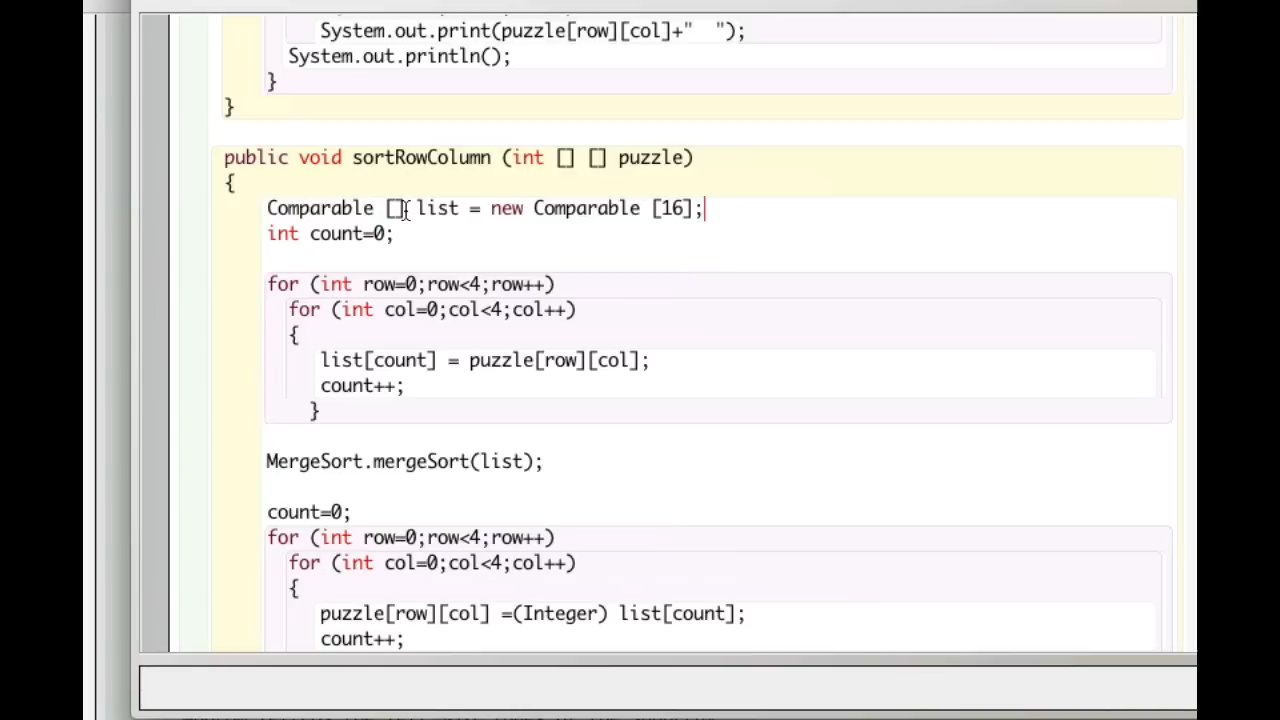 System.out.print(puzzle[row][col]+"  ");
System.out.println();
}
}
public void sortRowColumn (int [] [] puzzle)
{
Comparable [] list = new Comparable [16];
int count=0;
for (int row=0;row<4;row++)
for (int col=0;col<4;col++)
{
list[count] = puzzle[row][col];
count++;
}
MergeSort.mergeSort(list);
count=0;
for (int row=0;row<4;row++)
for (int col=0;col<4;col++)
{
puzzle[row][col] =(Integer) list[count];
count++;